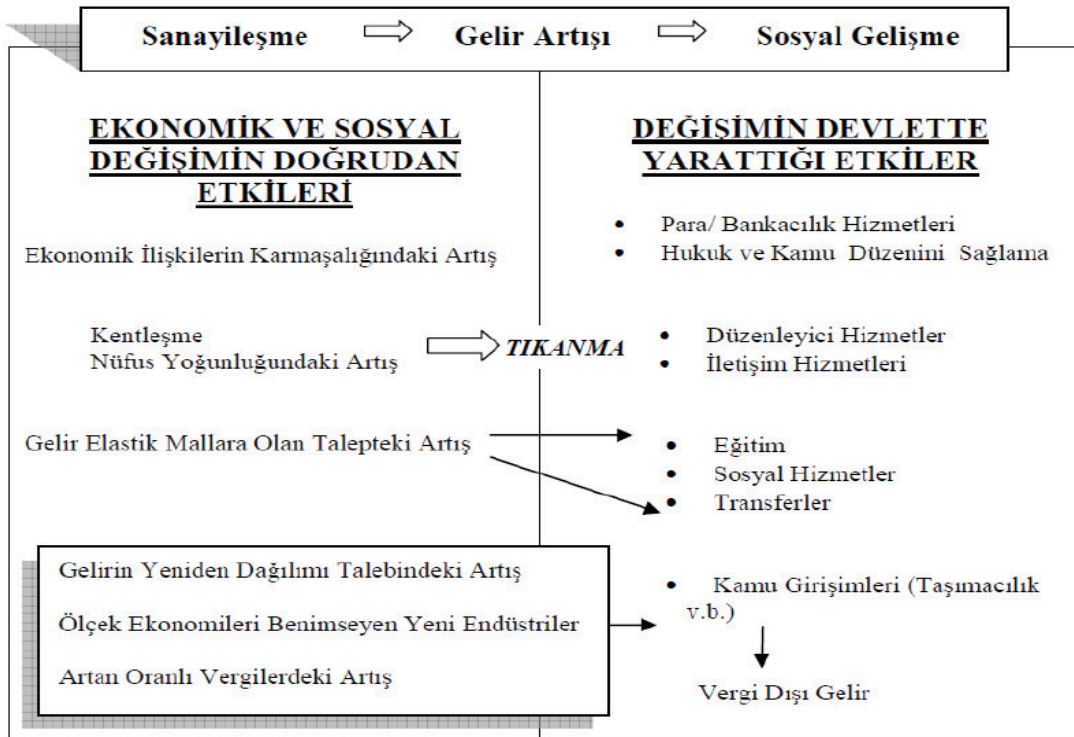 Sanayileşme Gelir Artışı Sosyal Gelişme
EKONOMİK VE SOSYAL
DEĞİŞİMİN DOĞRUDAN
ETKİLERİ
Ekonomik İlişkilerin Karmaşalığındaki Artış
Kentleşme
Nüfus Yoğunluğundaki Artış
TIKANMA
Gelir Elastik Mallara Olan Talepteki Artış
Gelirin Yeniden Dağılımı Talebindeki Artış
Ölçek Ekonomileri Benimseyen Yeni Endüstriler
Artan Oranlı Vergilerdeki Artış
DEĞİŞİMİN DEVLETTE
YARATTIĞI ETKİLER
• Para/ Bankacılık Hizmetleri
• Hukuk ve Kamu Düzenini Sağlama
• Düzenleyici Hizmetler
• İletişim Hizmetleri
• Eğitim
• Sosyal Hizmetler
• Transferler
• Kamu Girişimleri (Taşımacılık
v.b.)
Vergi Dışı Gelir